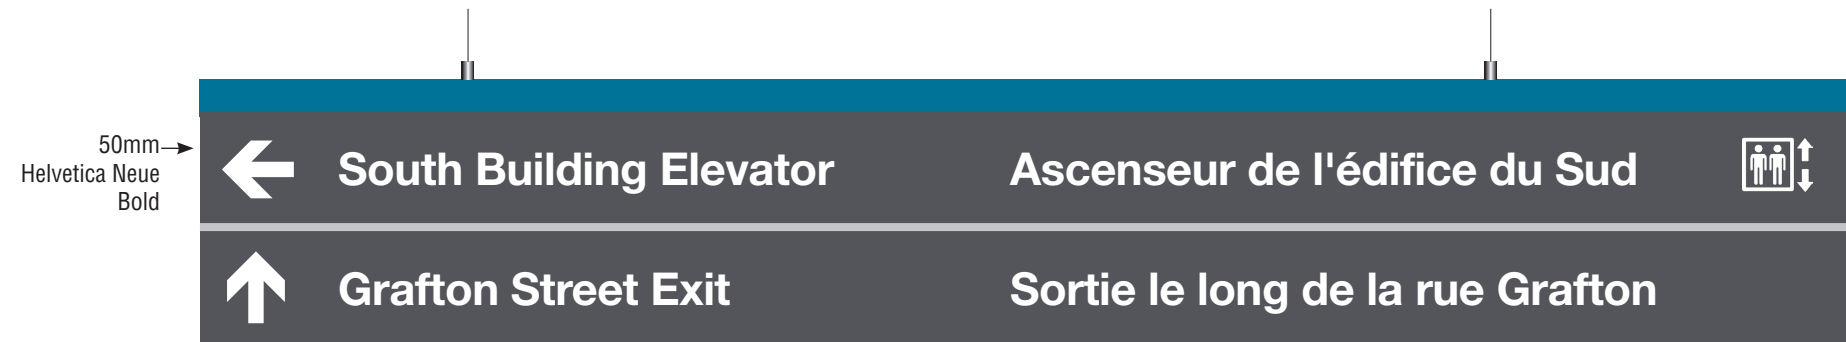 50mm
Helvetica Neue
Bold
South Building Elevator Ascenseur de l'édifice du Sud
Grafton Street Exit Sortie le long de la rue Grafton